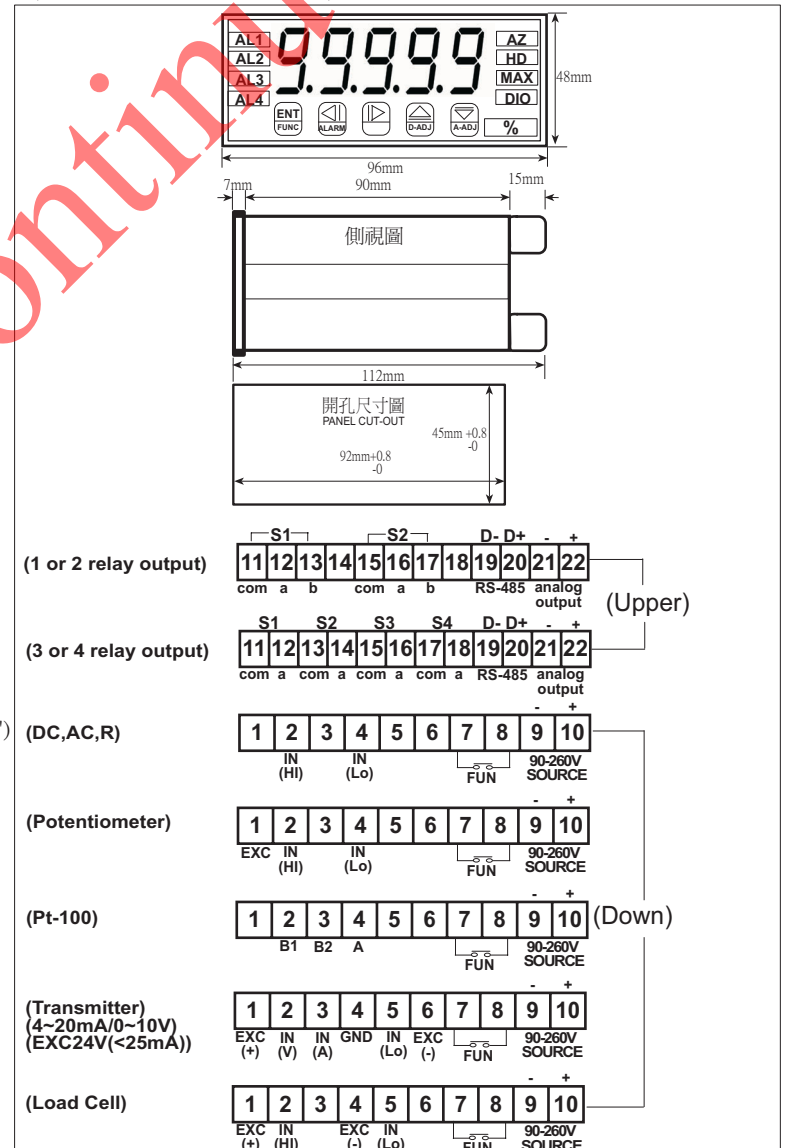 AL1
AL2
AL3
AL4
9.9.9.9.9
AZ
HD
MAX
DIO
%
ENT
FUNC
ALARM
D-ADJ
A-ADJ
48mm
96mm
7mm
90mm
15mm
側視圖
112mm
開孔尺寸圖
PANEL CUT-OUT
45mm +0.8
-0
92mm+0.8
-0
S1 S2 D- D+ - +
(1 or 2 relay output) 11 12 13 14 15 16 17 18 19 20 21 22
com a b com a b RS-485 analog
output
(Upper)
S1 S2 S3 S4 D- D+ - +
(3 or 4 relay output) 11 12 13 14 15 16 17 18 19 20 21 22
com a com a com a com a RS-485 analog
output
- +
) (DC,AC,R) 1 2 3 4 5 6 7 8 9 10
IN IN 90-260V
(HI) (Lo) FUN SOURCE
- +
(Potentiometer) 1 2 3 4 5 6 7 8 9 10
EXC IN IN 90-260V
(HI) (Lo) FUN SOURCE
- +
(Pt-100) 1 2 3 4 5 6 7 8 9 10 (Down)
B1 B2 A 90-260V
FUN SOURCE
- +
(Transmitter) 1 2 3 4 5 6 7 8 9 10
(4~20mA/0~10V)
(EXC24V(<25mA))
EXC IN IN GND IN EXC 90-260V
(+) (V) (A) (Lo) (-) FUN SOURCE
- +
(Load Cell) 1 2 3 4 5 6 7 8 9 10
EXC IN EXC IN 90-260V
(+) (HI) (-) (Lo) FUN SOURCE
ontinu